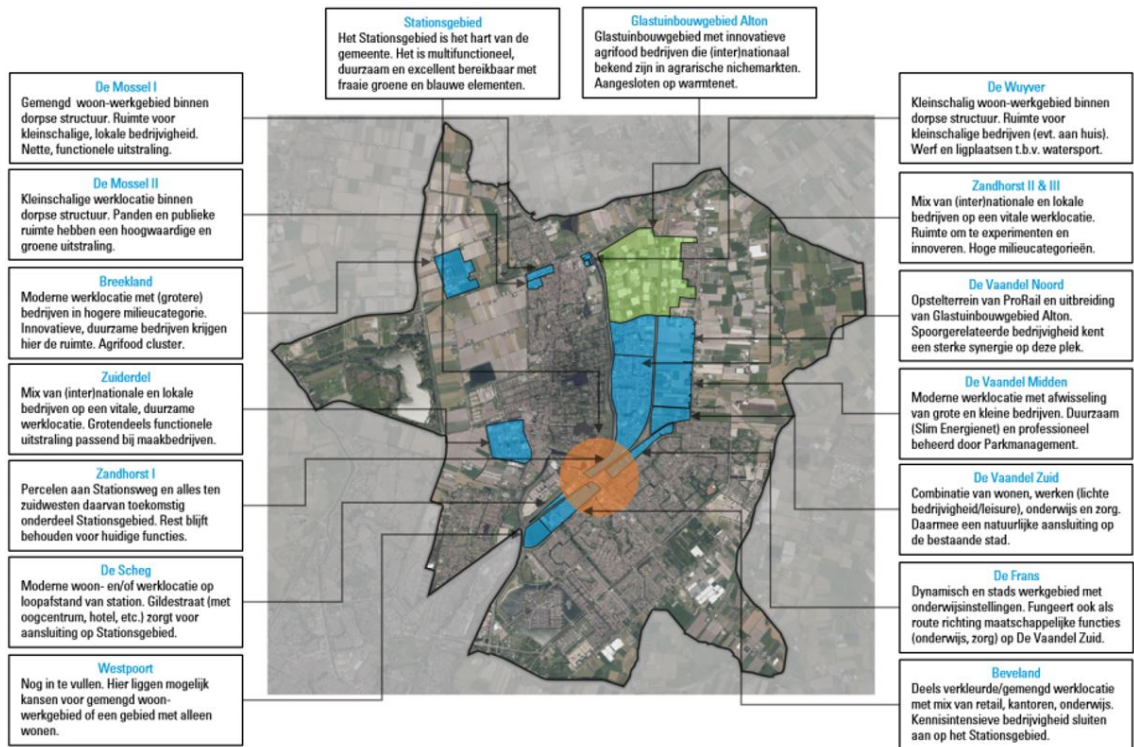 Stationsgebied
Het Stationsgebied is het hart van de
gemeente. Het is multifunctioneel,
duurzaam en excellent bereikbaar met
fraaie groene en blauwe elementen.
Glastuinbouwgebied Alton
Glastuinbouwgebied met innovatieve
agrifood bedrijven die (inter)nationaal
bekend zijn in agrarische nichemarkten.
Aangesloten op warmtenet.
De Mossel I
Gemengd woon-werkgebied binnen
dorpse structuur. Ruimte voor
kleinschalige, lokale bedrijvigheid.
Nette, functionele uitstraling.
De Mossel II
Kleinschalige werklocatie binnen
dorpse structuur. Panden en publieke
ruimte hebben een hoogwaardige en
groene uitstraling.
Breekland
Moderne werklocatie met (grotere)
bedrijven in hogere milieucategorie.
Innovatieve, duurzame bedrijven krijgen
hier de ruimte. Agrifood cluster.
Zuiderdel
Mix van (inter)nationale en lokale
bedrijven op een vitale, duurzame
werklocatie. Grotendeels functionele
uitstraling passend bij maakbedrijven.
Zandhorst I
Percelen aan Stationsweg en alles ten
zuidwesten daarvan toekomstig
onderdeel Stationsgebied. Rest blijft
behouden voor huidige functies.
De Scheg
Moderne woon- en/of werklocatie op
loopafstand van station. Gildestraat (met
oogcentrum, hotel, etc.) zorgt voor
aansluiting op Stationsgebied.
Westpoort
Nog in te vullen. Hier liggen mogelijk
kansen voor gemengd woon-
werkgebied of een gebied met alleen
wonen.
De Wuyver
Kleinschalig woon-werkgebied binnen
dorpse structuur. Ruimte voor
kleinschalige bedrijven (evt. aan huis).
Werf en ligplaatsen t.b.v. watersport.
Zandhorst II & III
Mix van (inter)nationale en lokale
bedrijven op een vitale werklocatie.
Ruimte om te experimenten en
innoveren. Hoge milieucategorieën.
De Vaandel Noord
Opstelterrein van ProRail en uitbreiding
van Glastuinbouwgebied Alton.
Spoorgerelateerde bedrijvigheid kent
een sterke synergie op deze plek.
De Vaandel Midden
Moderne werklocatie met afwisseling
van grote en kleine bedrijven. Duurzaam
(Slim Energienet) en professioneel
beheerd door Parkmanagement.
De Vaandel Zuid
Combinatie van wonen, werken (lichte
bedrijvigheid/leisure), onderwijs en zorg.
Daarmee een natuurlijke aansluiting op
de bestaande stad.
De Frans
Dynamisch en stads werkgebied met
onderwijsinstellingen. Fungeert ook als
route richting maatschappelijke functies
(onderwijs, zorg) op De Vaandel Zuid.
Beveland
Deels verkleurde/gemengd werklocatie
met mix van retail, kantoren, onderwijs.
Kennisintensieve bedrijvigheid sluiten
aan op het Stationsgebied.